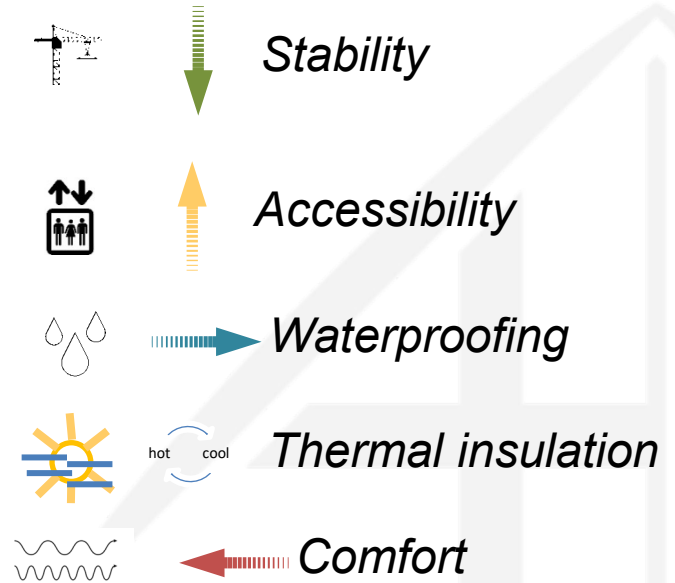 Stability
Accessibility
Waterproofing
hot cool Thermal insulation
Comfort